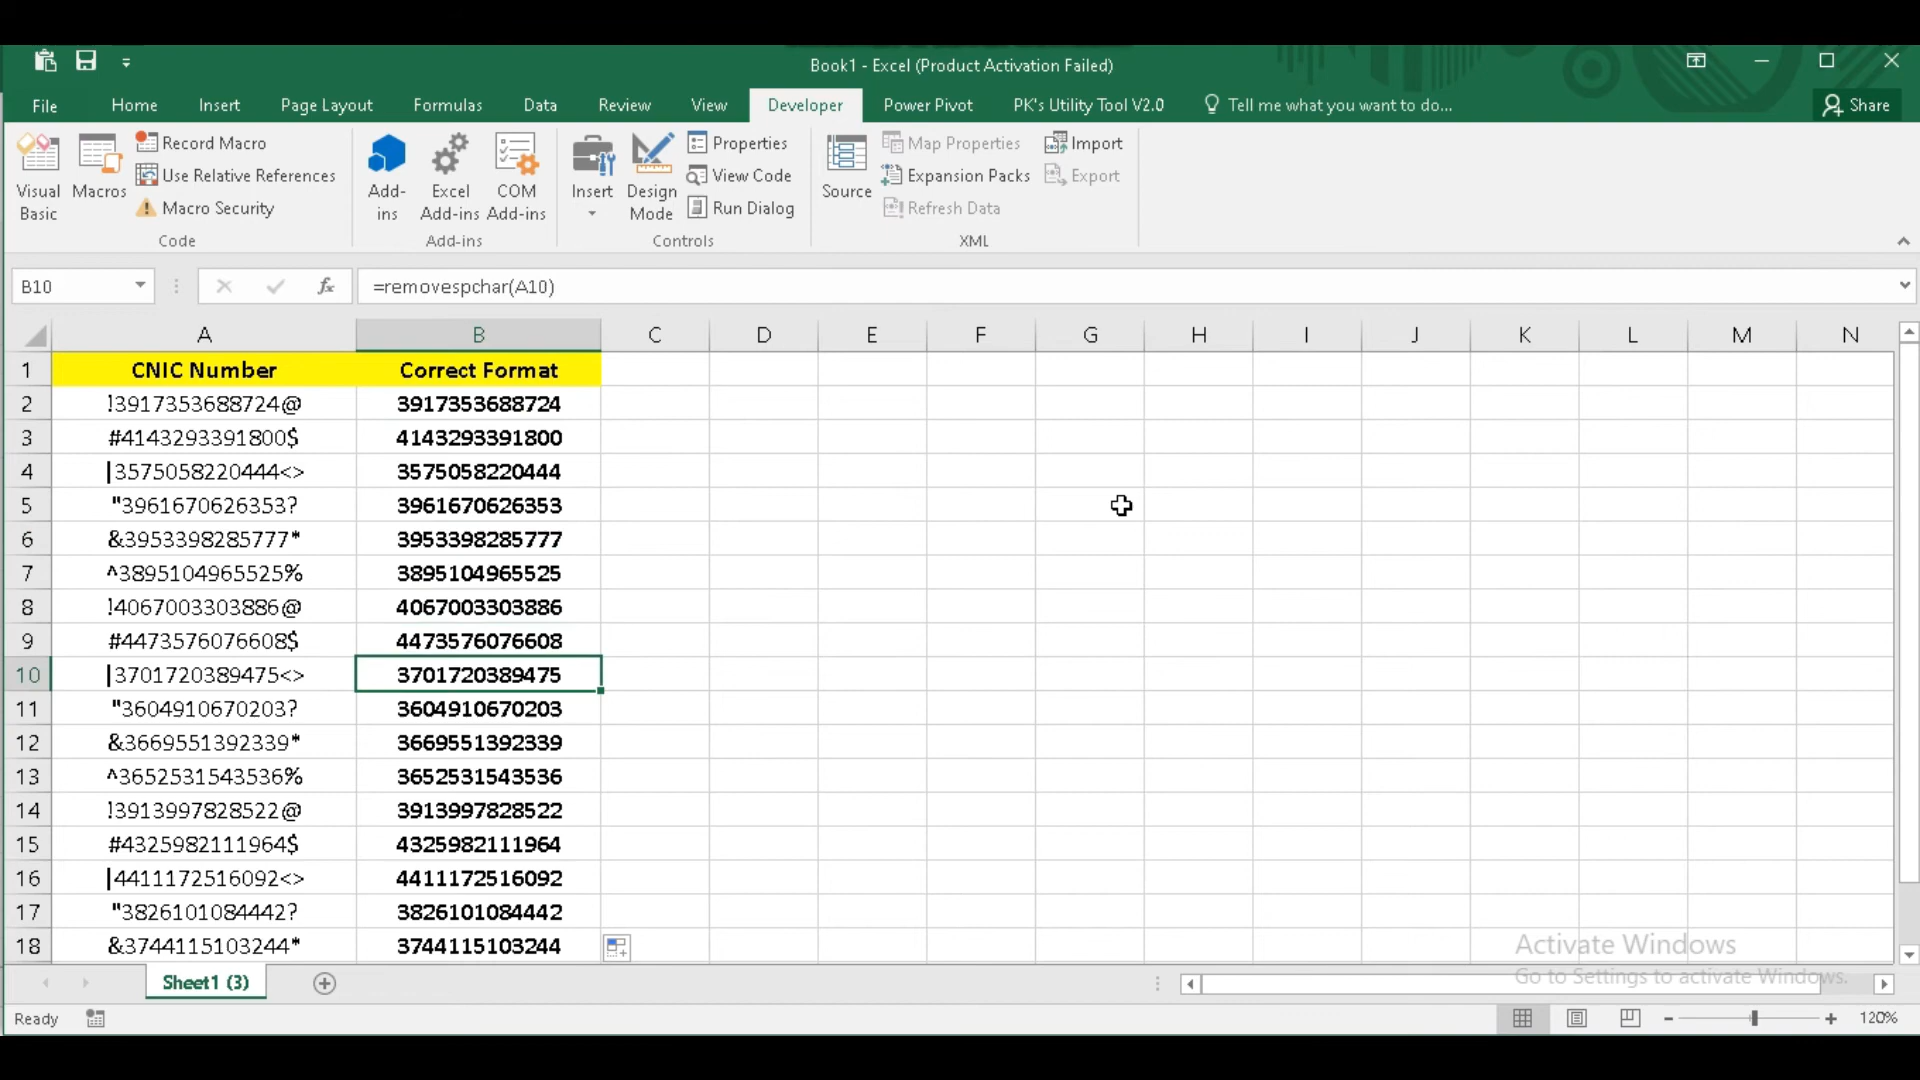 Book1 - Excel (Product Activation Failed)
File Home Insert Page Layout Formulas Data Review View Developer Power Pivot PK's Utility Tool V2.0 Tell me what you want to do... Share
Visual Basic
Macros
Record Macro
Use Relative References
Macro Security
Code
Add-ins
Excel Add-ins
COM Add-ins
Add-ins
Insert
Design Mode
Properties
View Code
Run Dialog
Controls
Source
Map Properties
Expansion Packs
Refresh Data
Import
Export
XML
B10 fx =removespchar(A10)
A B C D E F G H I J K L M N
1 CNIC Number Correct Format
2 !3917353688724@ 3917353688724
3 #4143293391800$ 4143293391800
4 |3575058220444<> 3575058220444
5 "3961670626353? 3961670626353
6 &3953398285777* 3953398285777
7 ^3895104965525% 3895104965525
8 !4067003303886@ 4067003303886
9 #4473576076608$ 4473576076608
10 |3701720389475<> 3701720389475
11 "3604910670203? 3604910670203
12 &3669551392339* 3669551392339
13 ^3652531543536% 3652531543536
14 !3913997828522@ 3913997828522
15 #4325982111964$ 4325982111964
16 |4411172516092<> 4411172516092
17 "3826101084442? 3826101084442
18 &3744115103244* 3744115103244
Activate Windows
Go to Settings to activate Windows.
Sheet1 (3)
Ready 120%